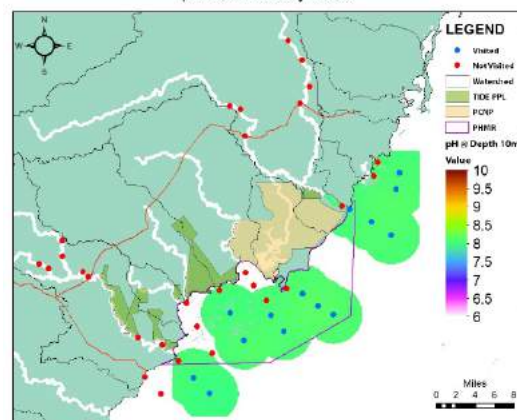 N
W E
S
LEGEND
Visited
Not Visited
Watershed
TIDE PPL
PCNP
PHMR
pH @ Depth 10m
Value
10
9.5
9
8.5
8
7.5
7
6.5
6
Miles
0 2 4 6 8